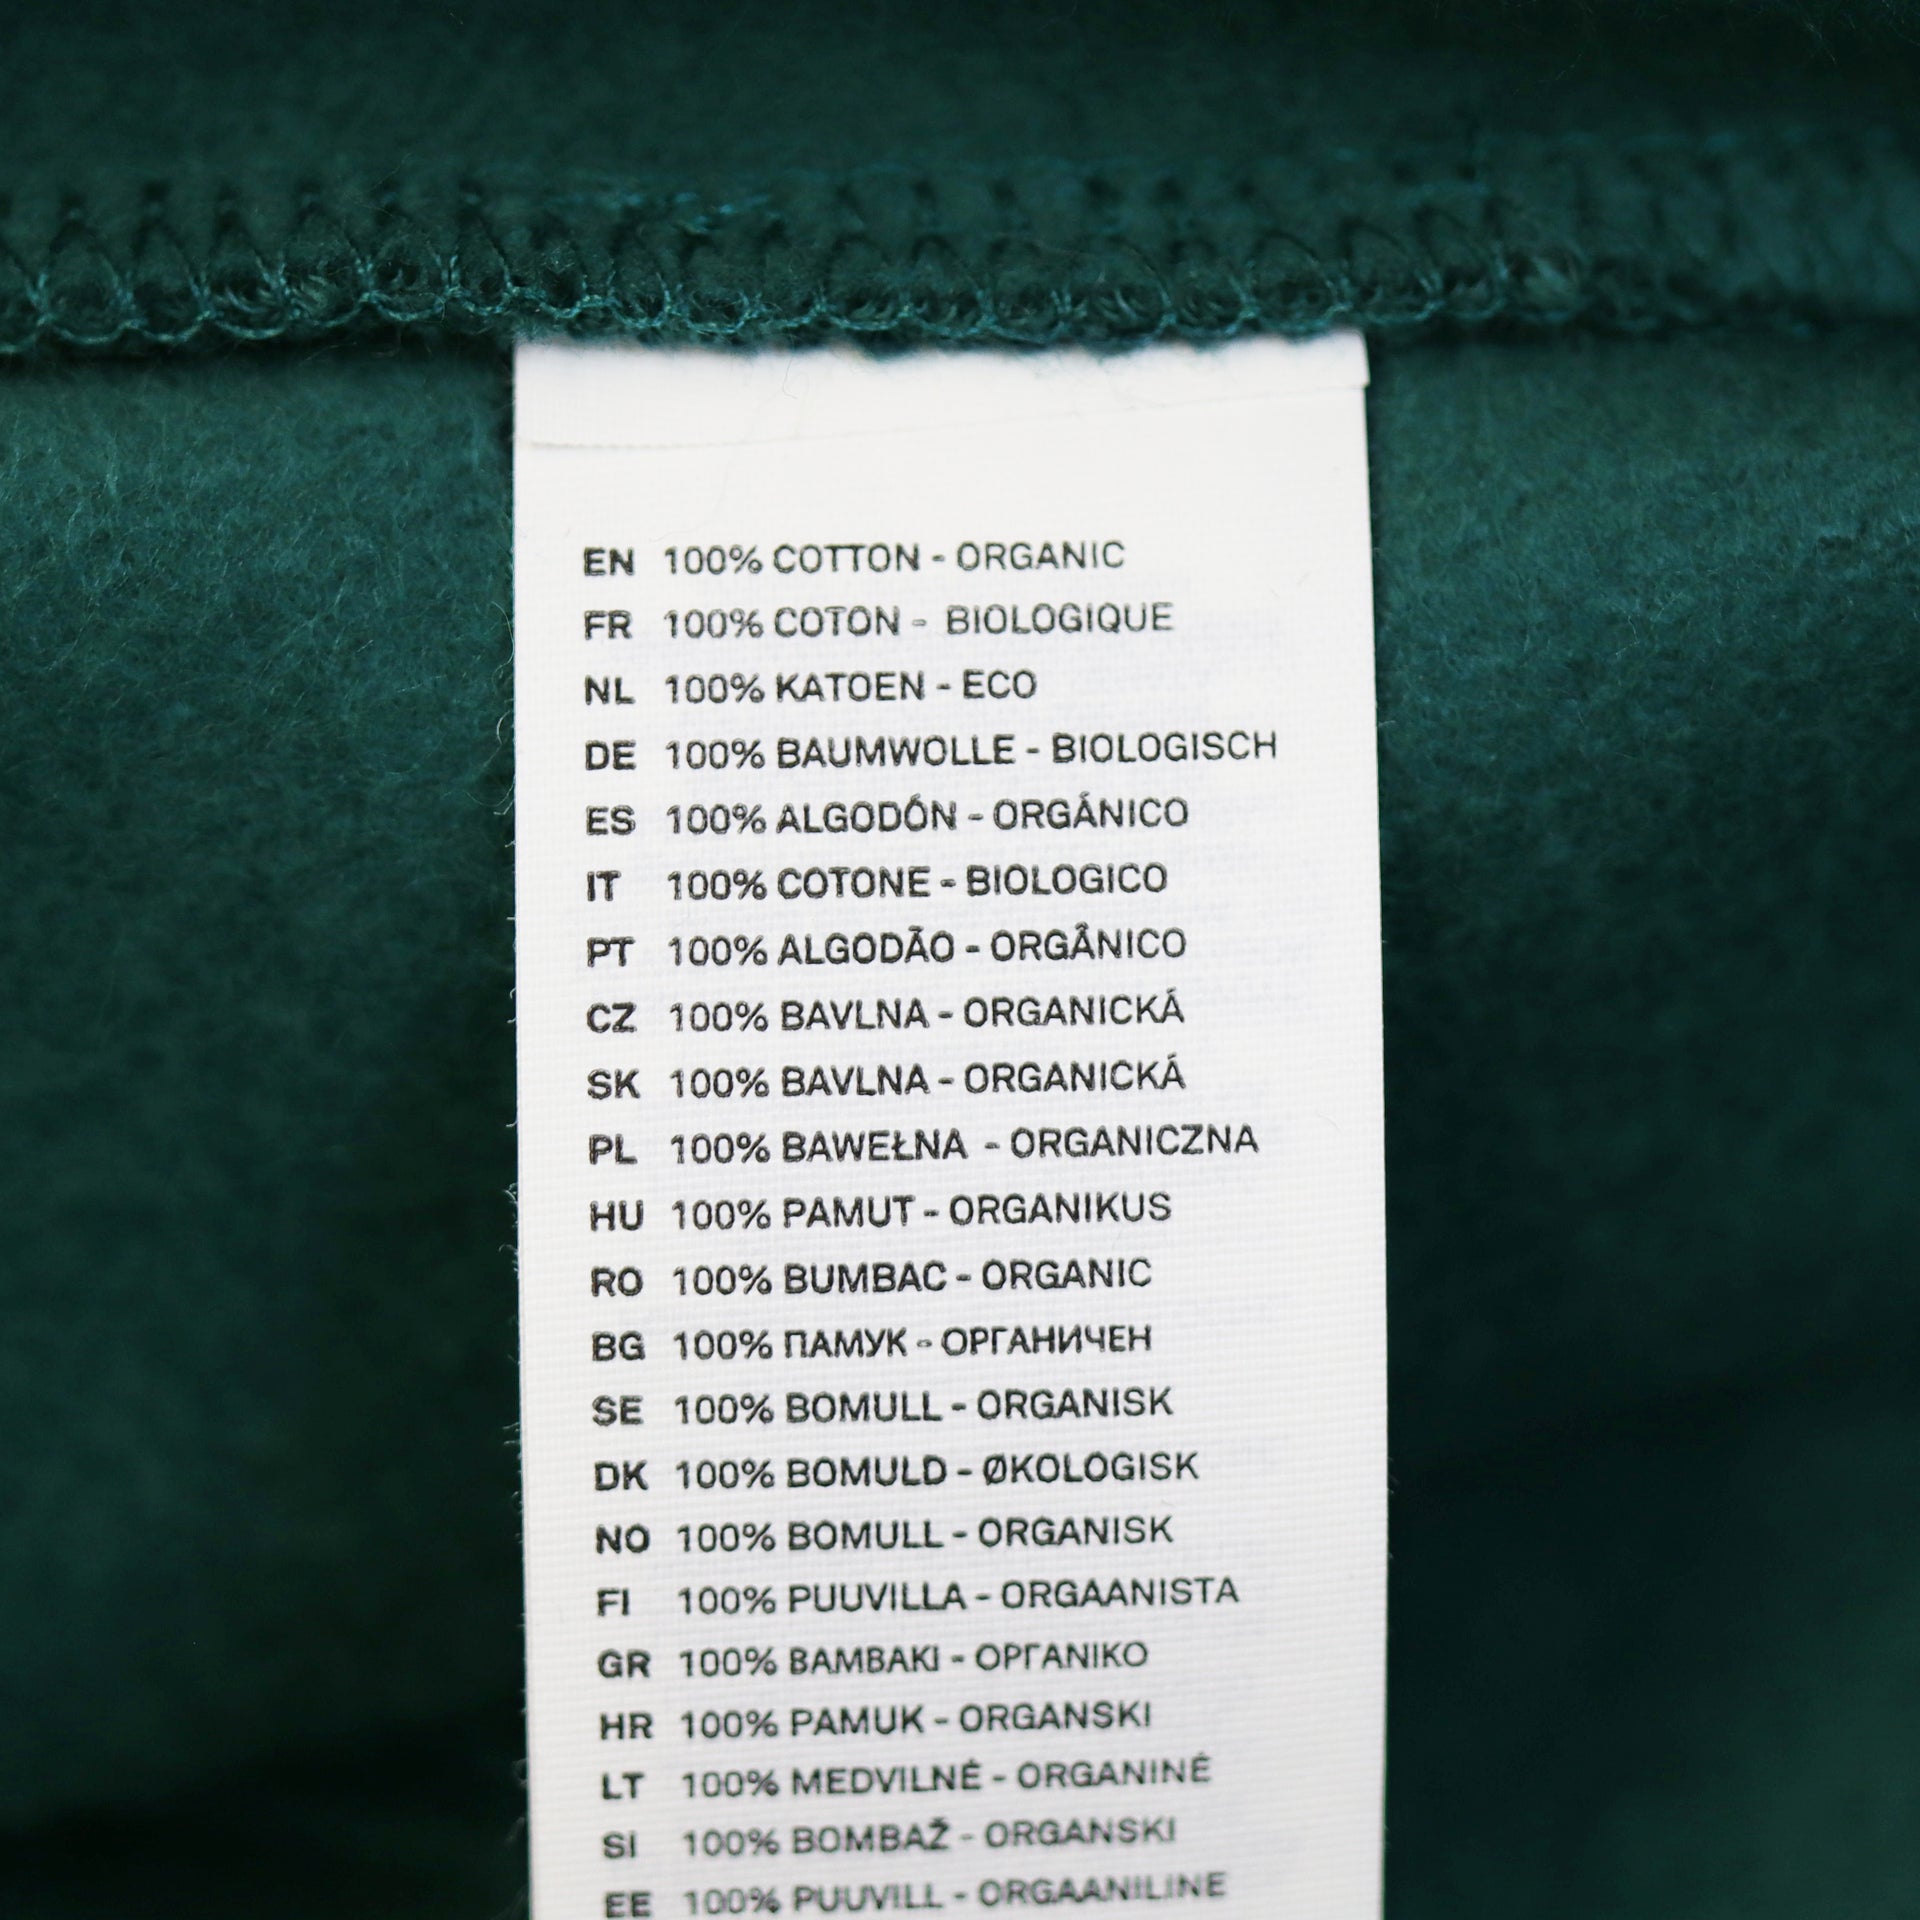 EN 100% COTTON - ORGANIC
FR 100% COTON - BIOLOGIQUE
NL 100% KATOEN - ECO
DE 100% BAUMWOLLE - BIOLOGISCH
ES 100% ALGODÓN - ORGÁNICO
IT 100% COTONE - BIOLOGICO
PT 100% ALGODÃO - ORGÂNICO
CZ 100% BAVLNA - ORGANICKÁ
SK 100% BAVLNA - ORGANICKÁ
PL 100% BAWEŁNA - ORGANICZNA
HU 100% PAMUT - ORGANIKUS
RO 100% BUMBAC - ORGANIC
BG 100% ПАМУК - ОРГАНИЧЕН
SE 100% BOMULL - ORGANISK
DK 100% BOMULD - ØKOLOGISK
NO 100% BOMULL - ORGANISK
FI 100% PUUVILLA - ORGAANISTA
GR 100% ΒΑΜΒΑΚΙ - ΟΡΓΑΝΙΚΟ
HR 100% PAMUK - ORGANSKI
LT 100% MEDVILNĖ - ORGANINĖ
SI 100% BOMBAŽ - ORGANSKI
EE 100% PUUVILL - ORGAANILINE